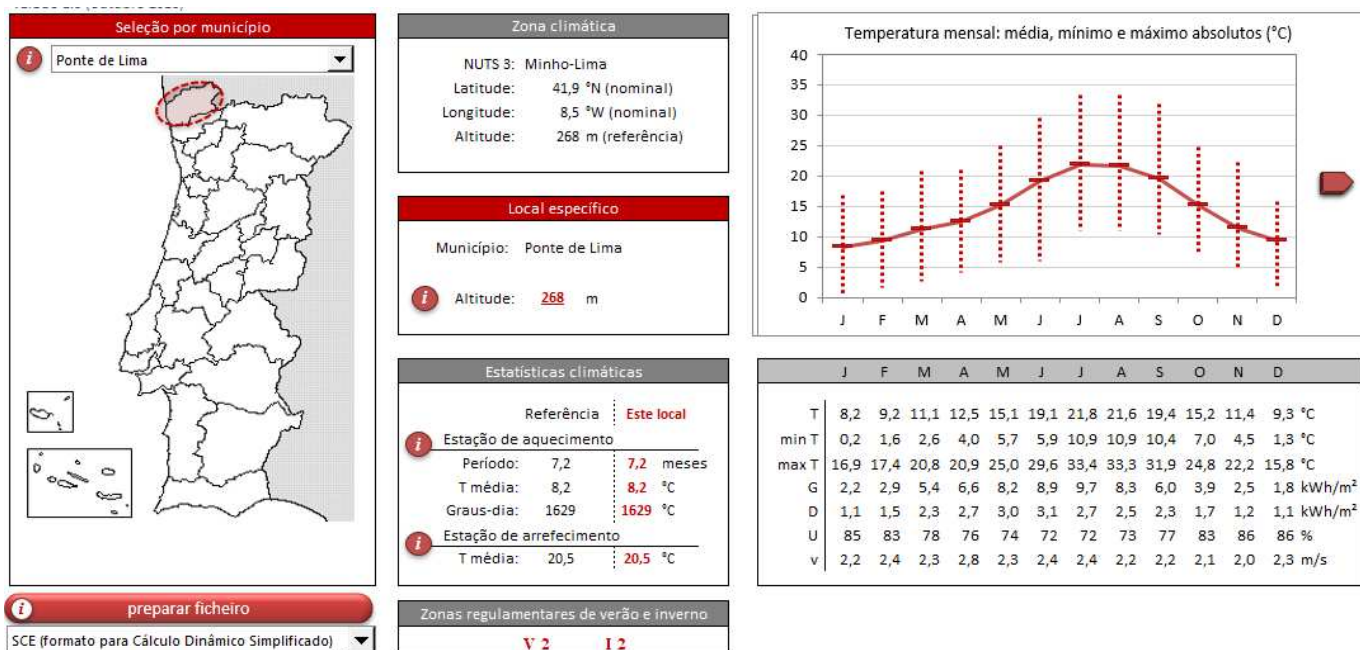 Seleção por município
Ponte de Lima
Zona climática
NUTS 3: Minho-Lima
Latitude: 41,9 °N (nominal)
Longitude: 8,5 °W (nominal)
Altitude: 268 m (referência)
Local específico
Município: Ponte de Lima
Altitude: 268 m
Estatísticas climáticas
Referência Este local
Estação de aquecimento
Período: 7,2 7,2 meses
T média: 8,2 8,2 °C
Graus-dia: 1629 1629 °C
Estação de arrefecimento
T média: 20,5 20,5 °C
Temperatura mensal: média, mínimo e máximo absolutos (°C)
40
35
30
25
20
15
10
5
0
J F M A M J J A S O N D
J F M A M J J A S O N D
T 8,2 9,2 11,1 12,5 15,1 19,1 21,8 21,6 19,4 15,2 11,4 9,3 °C
min T 0,2 1,6 2,6 4,0 5,7 5,9 10,9 10,9 10,4 7,0 4,5 1,3 °C
max T 16,9 17,4 20,8 20,9 25,0 29,6 33,4 33,3 31,9 24,8 22,2 15,8 °C
G 2,2 2,9 5,4 6,6 8,2 8,9 9,7 8,3 6,0 3,9 2,5 1,8 kWh/m²
D 1,1 1,5 2,3 2,7 3,0 3,1 2,7 2,5 2,3 1,7 1,2 1,1 kWh/m²
U 85 83 78 76 74 72 72 73 77 83 86 86 %
v 2,2 2,4 2,3 2,8 2,3 2,4 2,4 2,2 2,2 2,1 2,0 2,3 m/s
preparar ficheiro
SCE (formato para Cálculo Dinâmico Simplificado)
Zonas regulamentares de verão e inverno
V 2 I 2